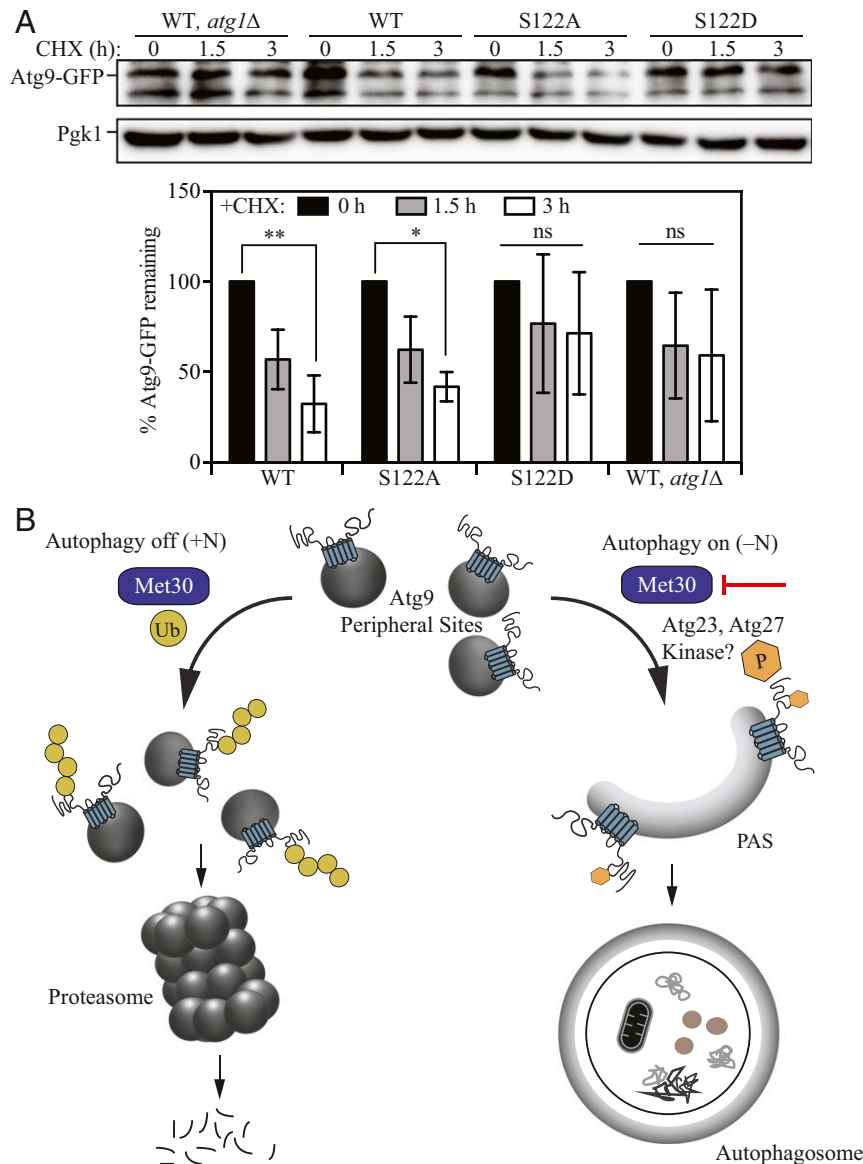 A
WT, atg1Δ WT S122A S122D
CHX (h): 0 1.5 3 0 1.5 3 0 1.5 3 0 1.5 3
Atg9-GFP
Pgk1
150
+CHX: 0 h 1.5 h 3 h
** * ns ns
100
50
0
% Atg9-GFP remaining
WT S122A S122D WT, atg1Δ
B
Autophagy off (+N)
Met30
Ub
Atg9
Peripheral Sites
Autophagy on (–N)
Met30
Atg23, Atg27
Kinase?
P
PAS
Proteasome
Autophagosome